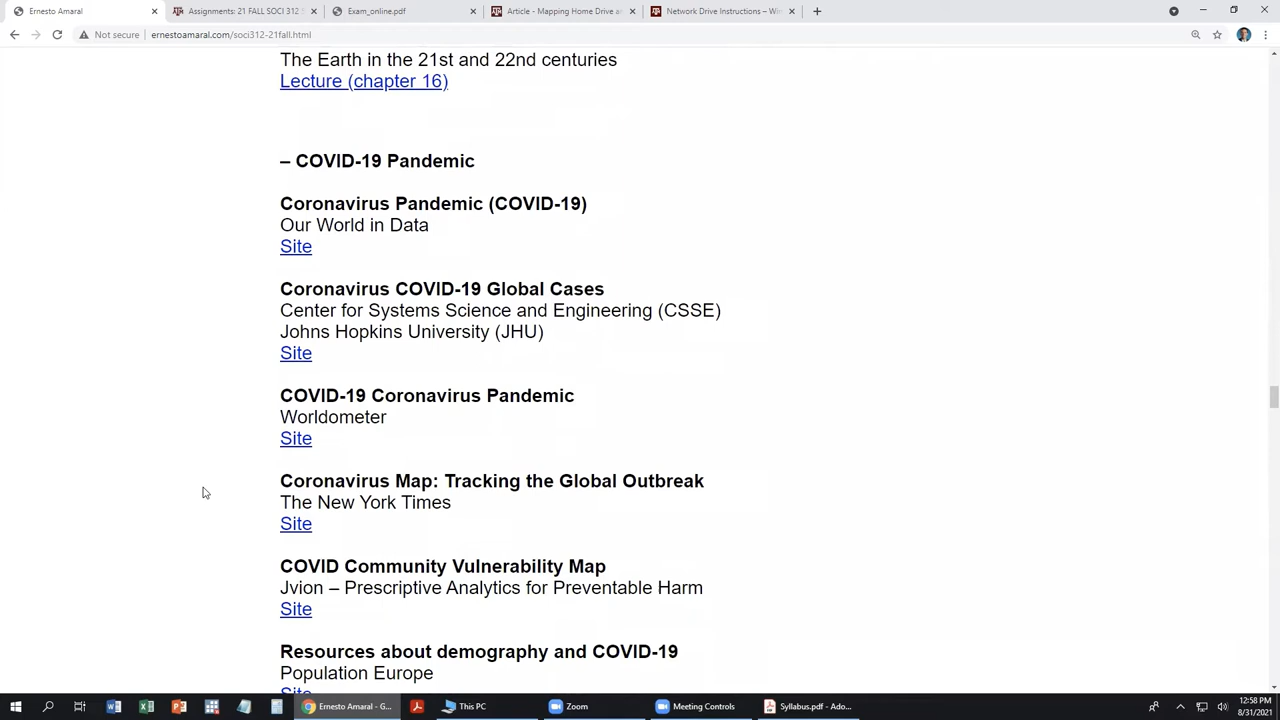 Ernesto Amaral
Assignments: 21 FALL SOCI 312 S
Exam_online.pdf
Article - Mapping Home Drive a
Network Drive Instructions – Win
Not secure
ernestoamaral.com/soci312-21fall.html
The Earth in the 21st and 22nd centuries
Lecture (chapter 16)
– COVID-19 Pandemic
Coronavirus Pandemic (COVID-19)
Our World in Data
Site
Coronavirus COVID-19 Global Cases
Center for Systems Science and Engineering (CSSE)
Johns Hopkins University (JHU)
Site
COVID-19 Coronavirus Pandemic
Worldometer
Site
Coronavirus Map: Tracking the Global Outbreak
The New York Times
Site
COVID Community Vulnerability Map
Jvion – Prescriptive Analytics for Preventable Harm
Site
Resources about demography and COVID-19
Population Europe
Site
Ernesto Amaral - G...
This PC
Zoom
Meeting Controls
Syllabus.pdf - Ado...
12:58 PM
8/31/2021